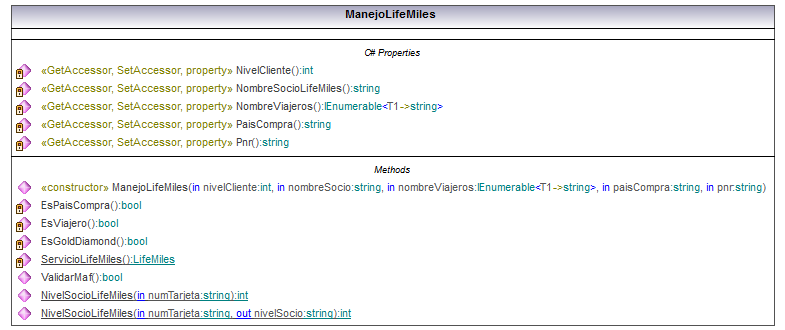 ManejoLifeMiles
C# Properties
«GetAccessor, SetAccessor, property» NivelCliente():int
«GetAccessor, SetAccessor, property» NombreSocioLifeMiles():string
«GetAccessor, SetAccessor, property» NombreViajeros():IEnumerable<T1->string>
«GetAccessor, SetAccessor, property» PaisCompra():string
«GetAccessor, SetAccessor, property» Pnr():string
Methods
«constructor» ManejoLifeMiles(in nivelCliente:int, in nombreSocio:string, in nombreViajeros:IEnumerable<T1->string>, in paisCompra:string, in pnr:string)
EsPaisCompra():bool
EsViajero():bool
EsGoldDiamond():bool
ServicioLifeMiles():LifeMiles
ValidarMaf():bool
NivelSocioLifeMiles(in numTarjeta:string):int
NivelSocioLifeMiles(in numTarjeta:string, out nivelSocio:string):int